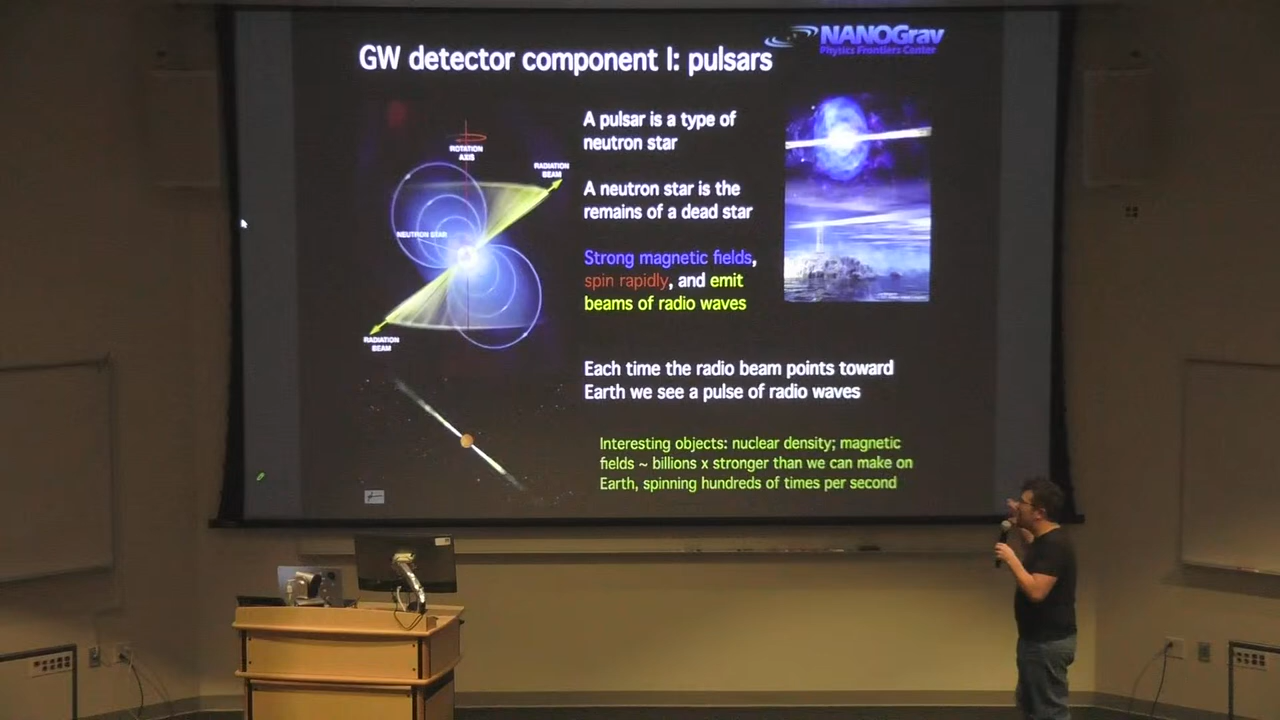 GW detector component I: pulsars
NANOGrav
Physics Frontiers Center
ROTATION
AXIS
RADIATION
BEAM
NEUTRON STAR
RADIATION
BEAM
A pulsar is a type of
neutron star
A neutron star is the
remains of a dead star
Strong magnetic fields,
spin rapidly, and emit
beams of radio waves
Each time the radio beam points toward
Earth we see a pulse of radio waves
Interesting objects: nuclear density; magnetic
fields ~ billions x stronger than we can make on
Earth, spinning hundreds of times per second